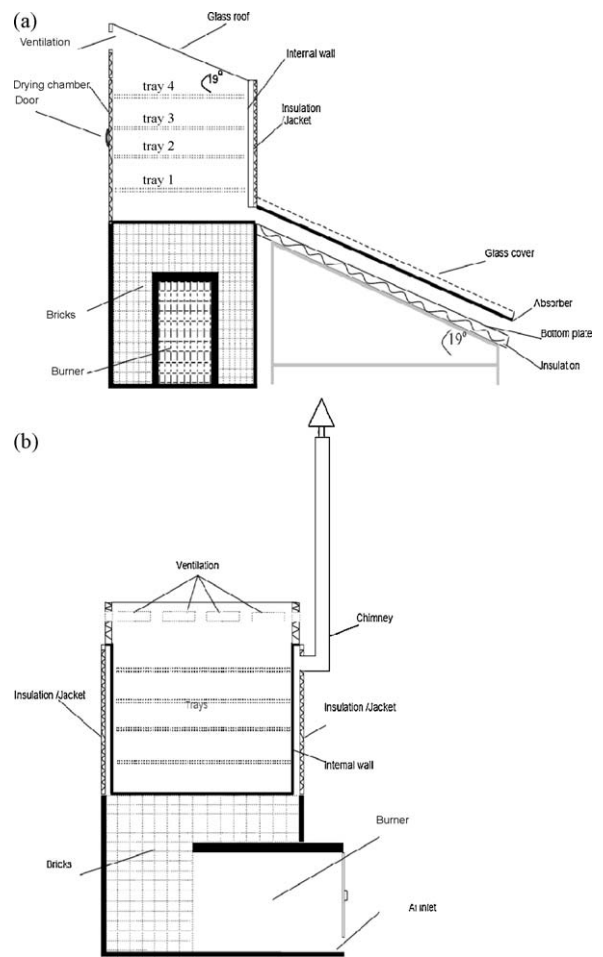 (a)
Glass roof
Ventilation
Internal wall
19°
tray 4
Drying chamber
Door
Insulation
/Jacket
tray 3
tray 2
tray 1
Glass cover
Bricks
Absorber
Bottom plate
19°
Burner
Insulation
(b)
Ventilation
Chimney
Insulation /Jacket
Trays
Insulation /Jacket
Internal wall
Burner
Bricks